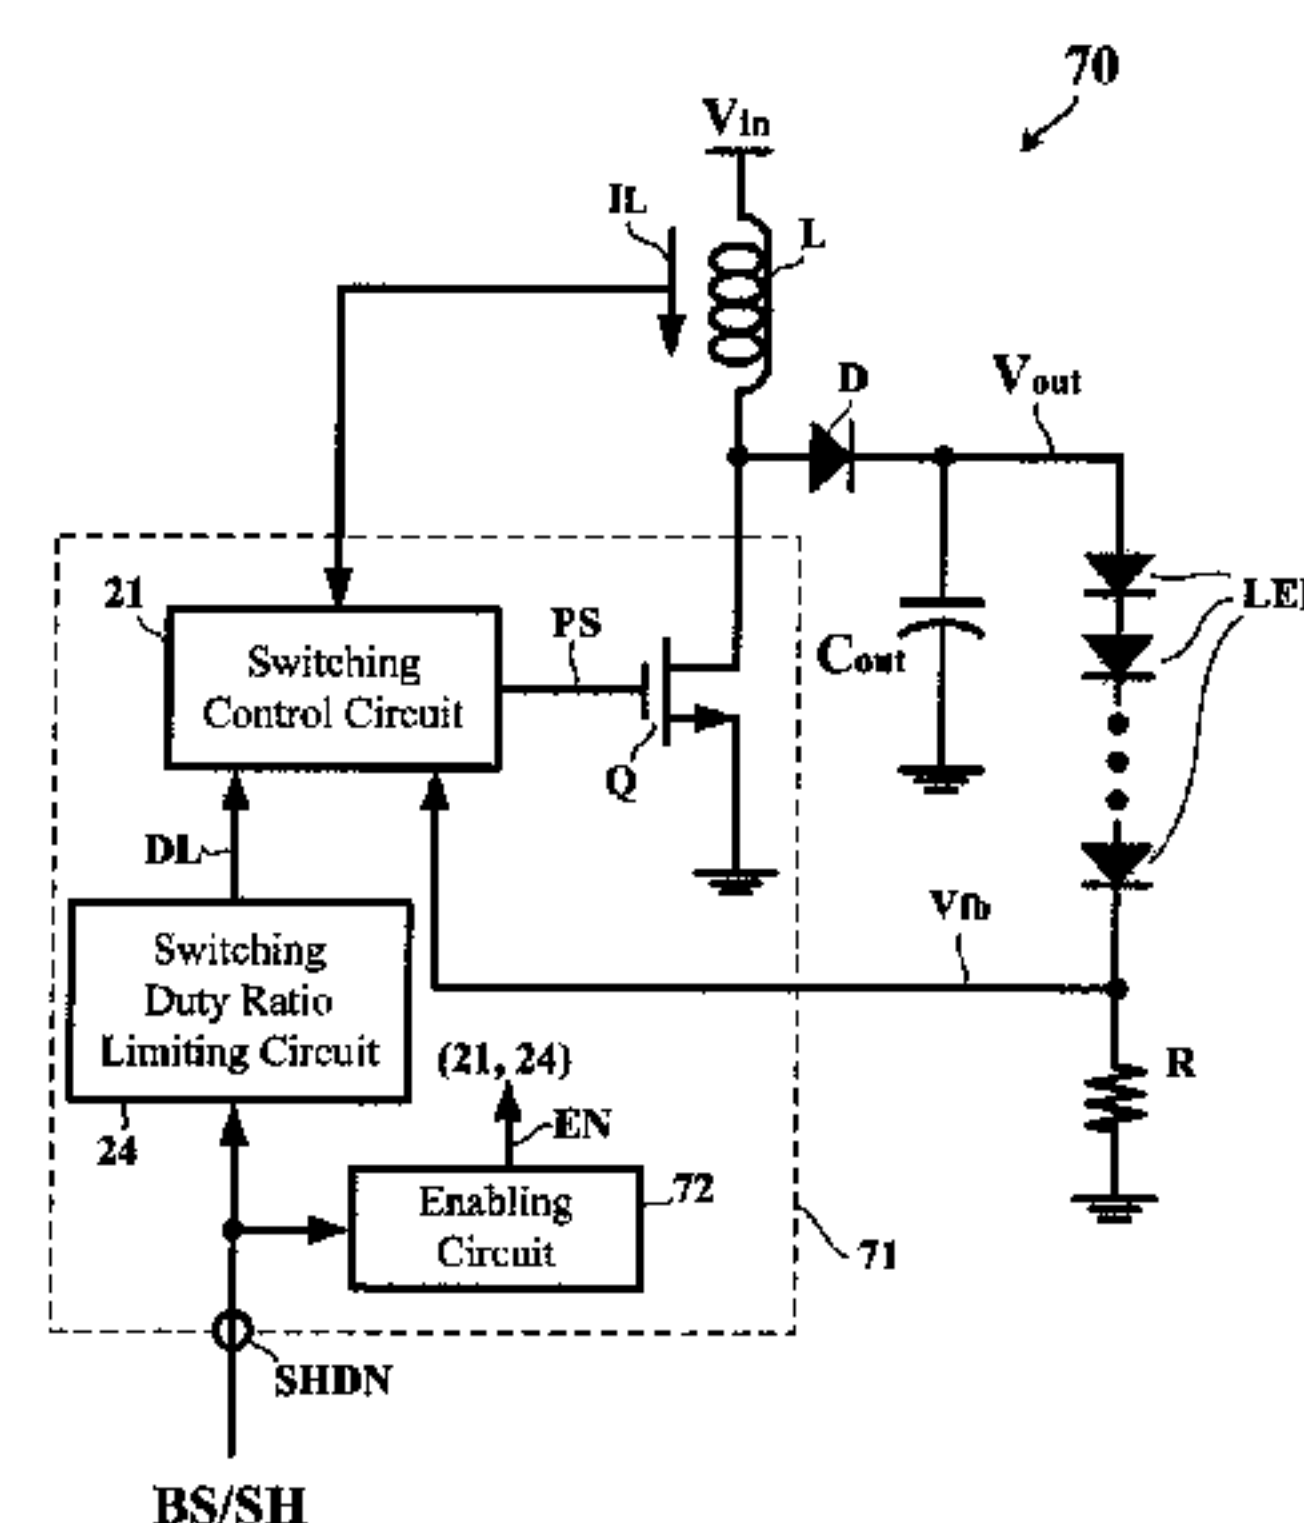 70
Vin
IL
L
D
Vout
21
Switching
Control Circuit
PS
Q
Cout
LE
DL
Switching
Duty Ratio
Limiting Circuit
24
Vfb
(21, 24)
EN
R
Enabling
Circuit
72
71
SHDN
BS/SH